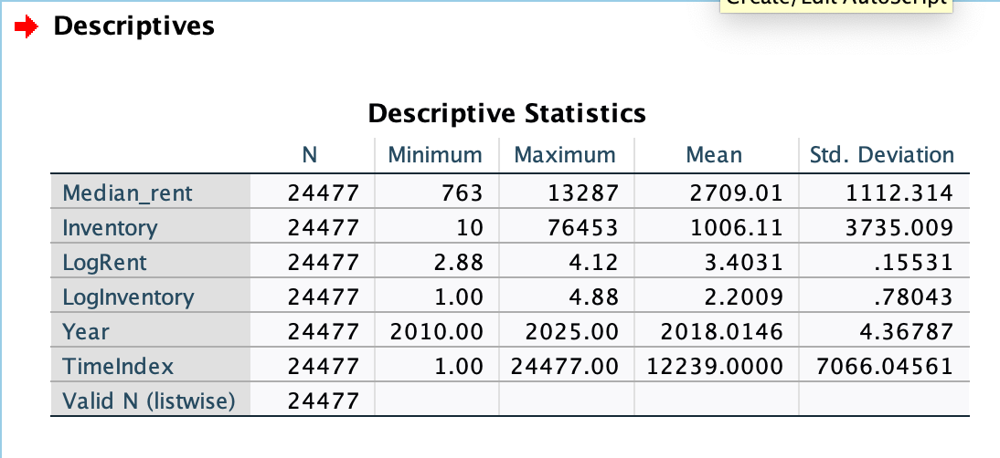 Create/Edit AutoScript
Descriptives
Descriptive Statistics
N Minimum Maximum Mean Std. Deviation
Median_rent 24477 763 13287 2709.01 1112.314
Inventory 24477 10 76453 1006.11 3735.009
LogRent 24477 2.88 4.12 3.4031 .15531
LogInventory 24477 1.00 4.88 2.2009 .78043
Year 24477 2010.00 2025.00 2018.0146 4.36787
TimeIndex 24477 1.00 24477.00 12239.0000 7066.04561
Valid N (listwise) 24477